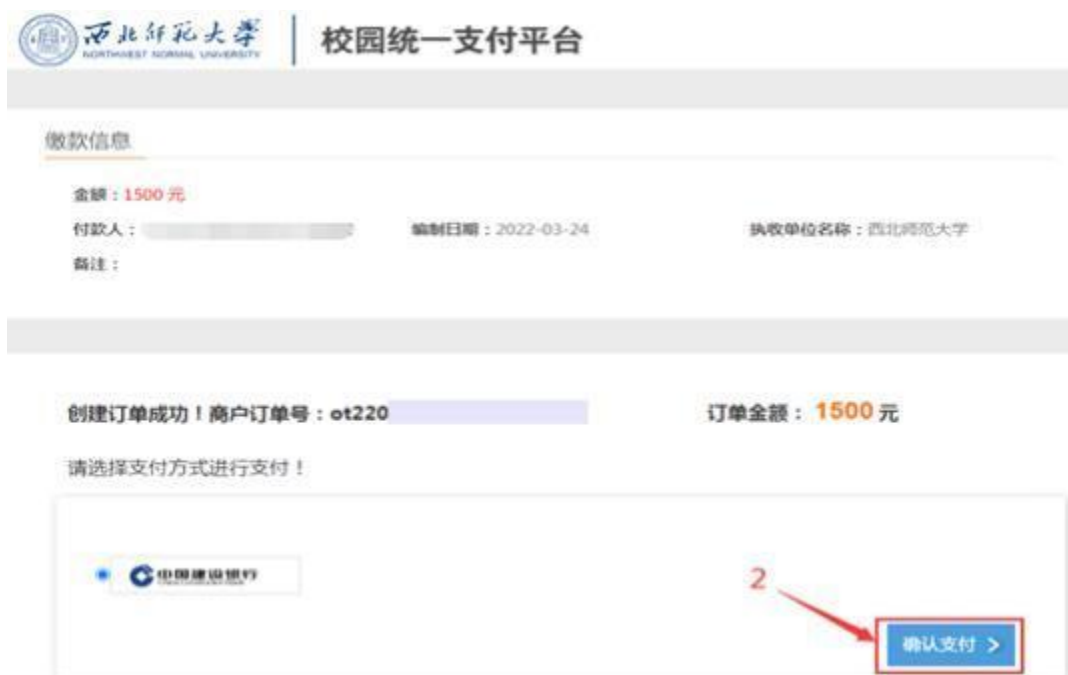 西北师范大学 校园统一支付平台
NORTHWEST NORMAL UNIVERSITY
缴款信息
金额：1500 元
付款人： 编制日期：2022-03-24 执收单位名称：西北师范大学
备注：
创建订单成功！商户订单号：ot220 订单金额： 1500 元
请选择支付方式进行支付！
中国建设银行
2
确认支付 >